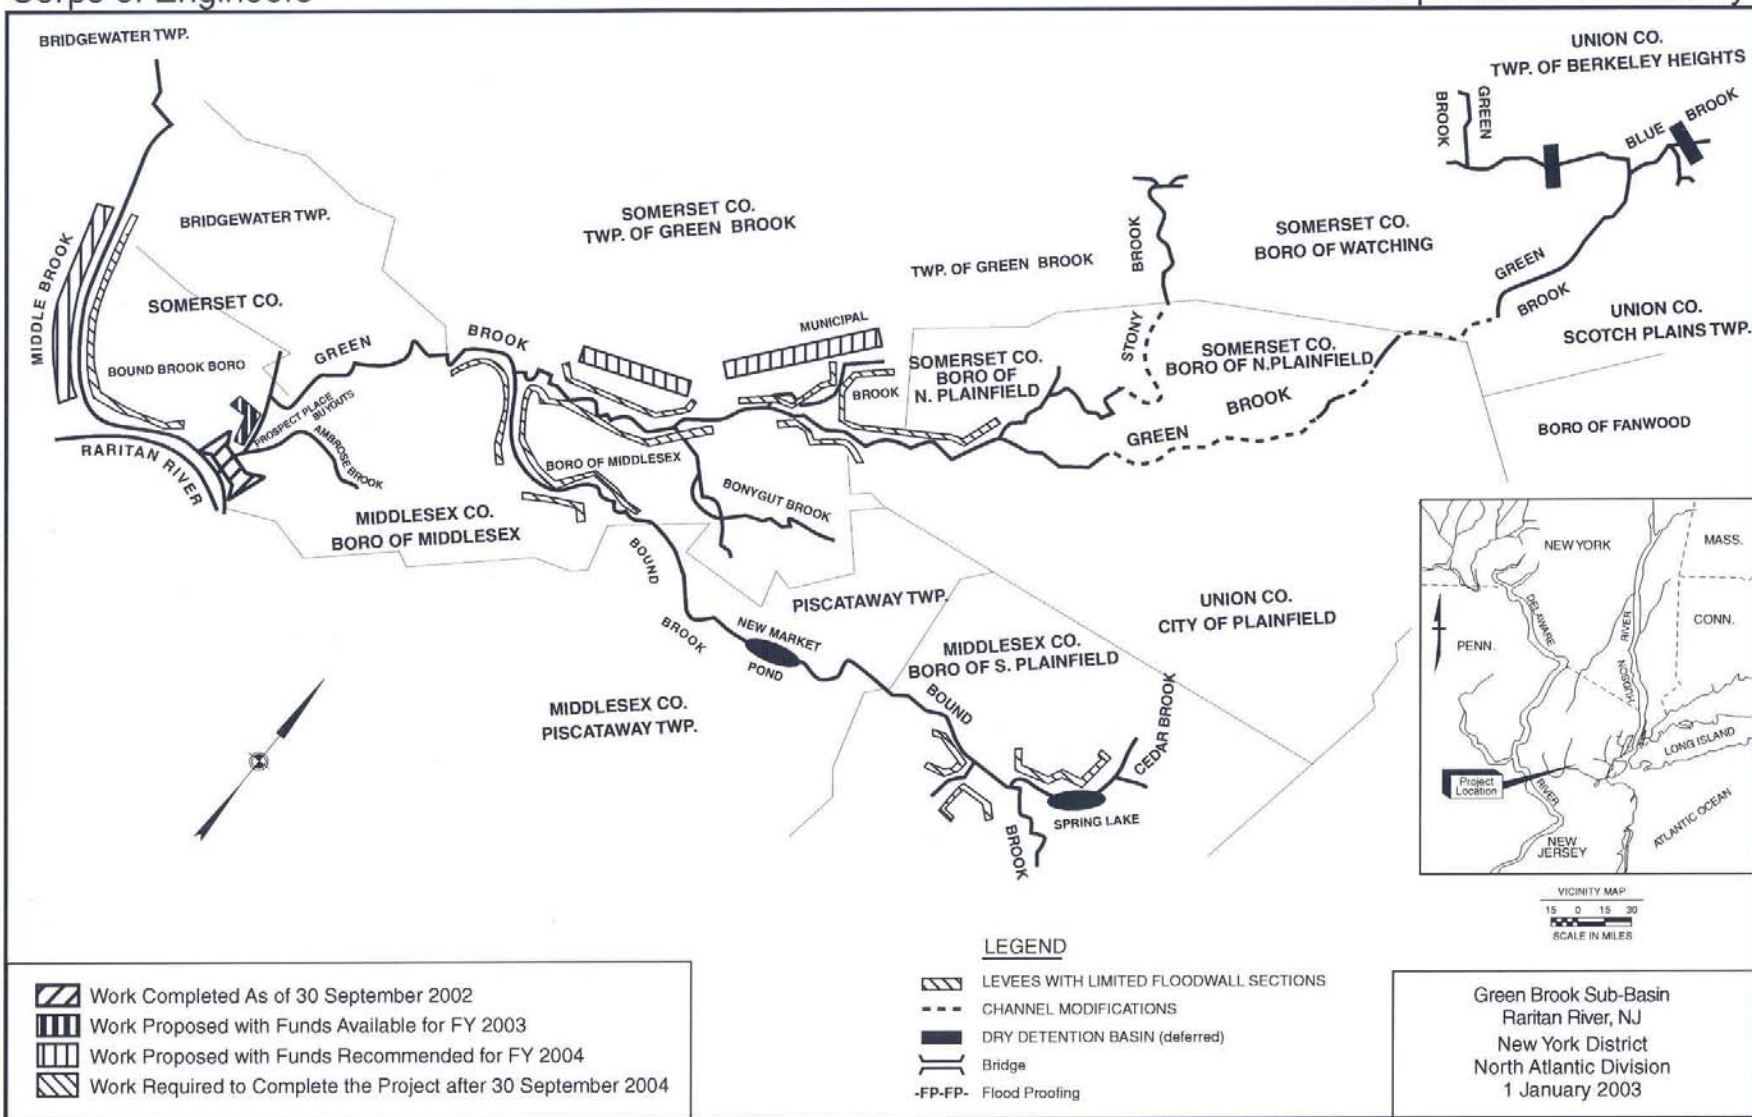 Corps of Engineers
BRIDGEWATER TWP.
UNION CO.
TWP. OF BERKELEY HEIGHTS
GREEN
BROOK
BLUE BROOK
MIDDLE BROOK
BRIDGEWATER TWP.
SOMERSET CO.
TWP. OF GREEN BROOK
TWP. OF GREEN BROOK
BROOK
STONY
SOMERSET CO.
BORO OF WATCHING
GREEN
BROOK
UNION CO.
SCOTCH PLAINS TWP.
SOMERSET CO.
BOUND BROOK BORO
GREEN
BROOK
MUNICIPAL
BROOK
SOMERSET CO.
BORO OF
N. PLAINFIELD
SOMERSET CO.
BORO OF N.PLAINFIELD
BROOK
GREEN
BORO OF FANWOOD
PROSPECT PLACE
BUYOUTS
AMBROSE BROOK
RARITAN RIVER
BORO OF MIDDLESEX
BONYGUT BROOK
MIDDLESEX CO.
BORO OF MIDDLESEX
BOUND
BROOK
PISCATAWAY TWP.
NEW MARKET
POND
UNION CO.
CITY OF PLAINFIELD
MIDDLESEX CO.
BORO OF S. PLAINFIELD
MIDDLESEX CO.
PISCATAWAY TWP.
BOUND
BROOK
CEDAR BROOK
SPRING LAKE
NEW YORK
MASS.
CONN.
PENN.
DELAWARE
RIVER
HUDSON
RIVER
LONG ISLAND
ATLANTIC OCEAN
Project
Location
NEW
JERSEY
VICINITY MAP
15 0 15 30
SCALE IN MILES
Work Completed As of 30 September 2002
Work Proposed with Funds Available for FY 2003
Work Proposed with Funds Recommended for FY 2004
Work Required to Complete the Project after 30 September 2004
LEGEND
LEVEES WITH LIMITED FLOODWALL SECTIONS
CHANNEL MODIFICATIONS
DRY DETENTION BASIN (deferred)
Bridge
-FP-FP- Flood Proofing
Green Brook Sub-Basin
Raritan River, NJ
New York District
North Atlantic Division
1 January 2003